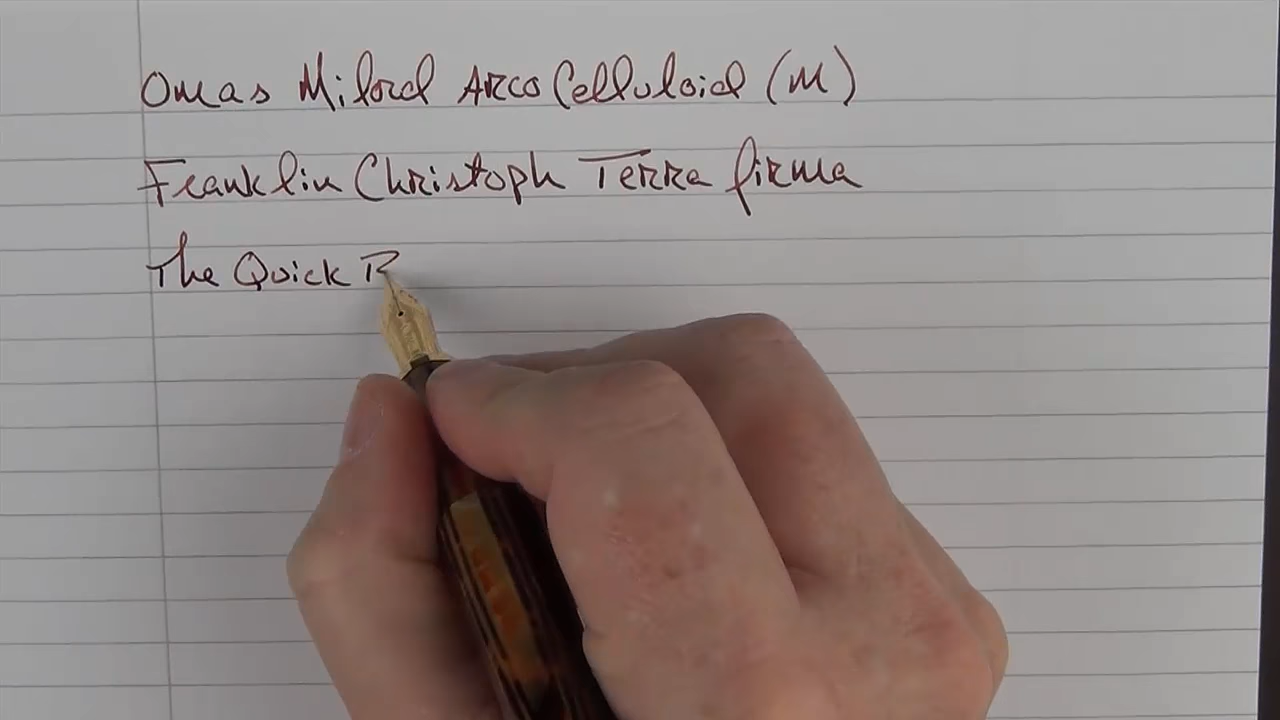 Omas Milord Arco Celluloid (M)
Franklin Christoph Terra firma
The Quick B